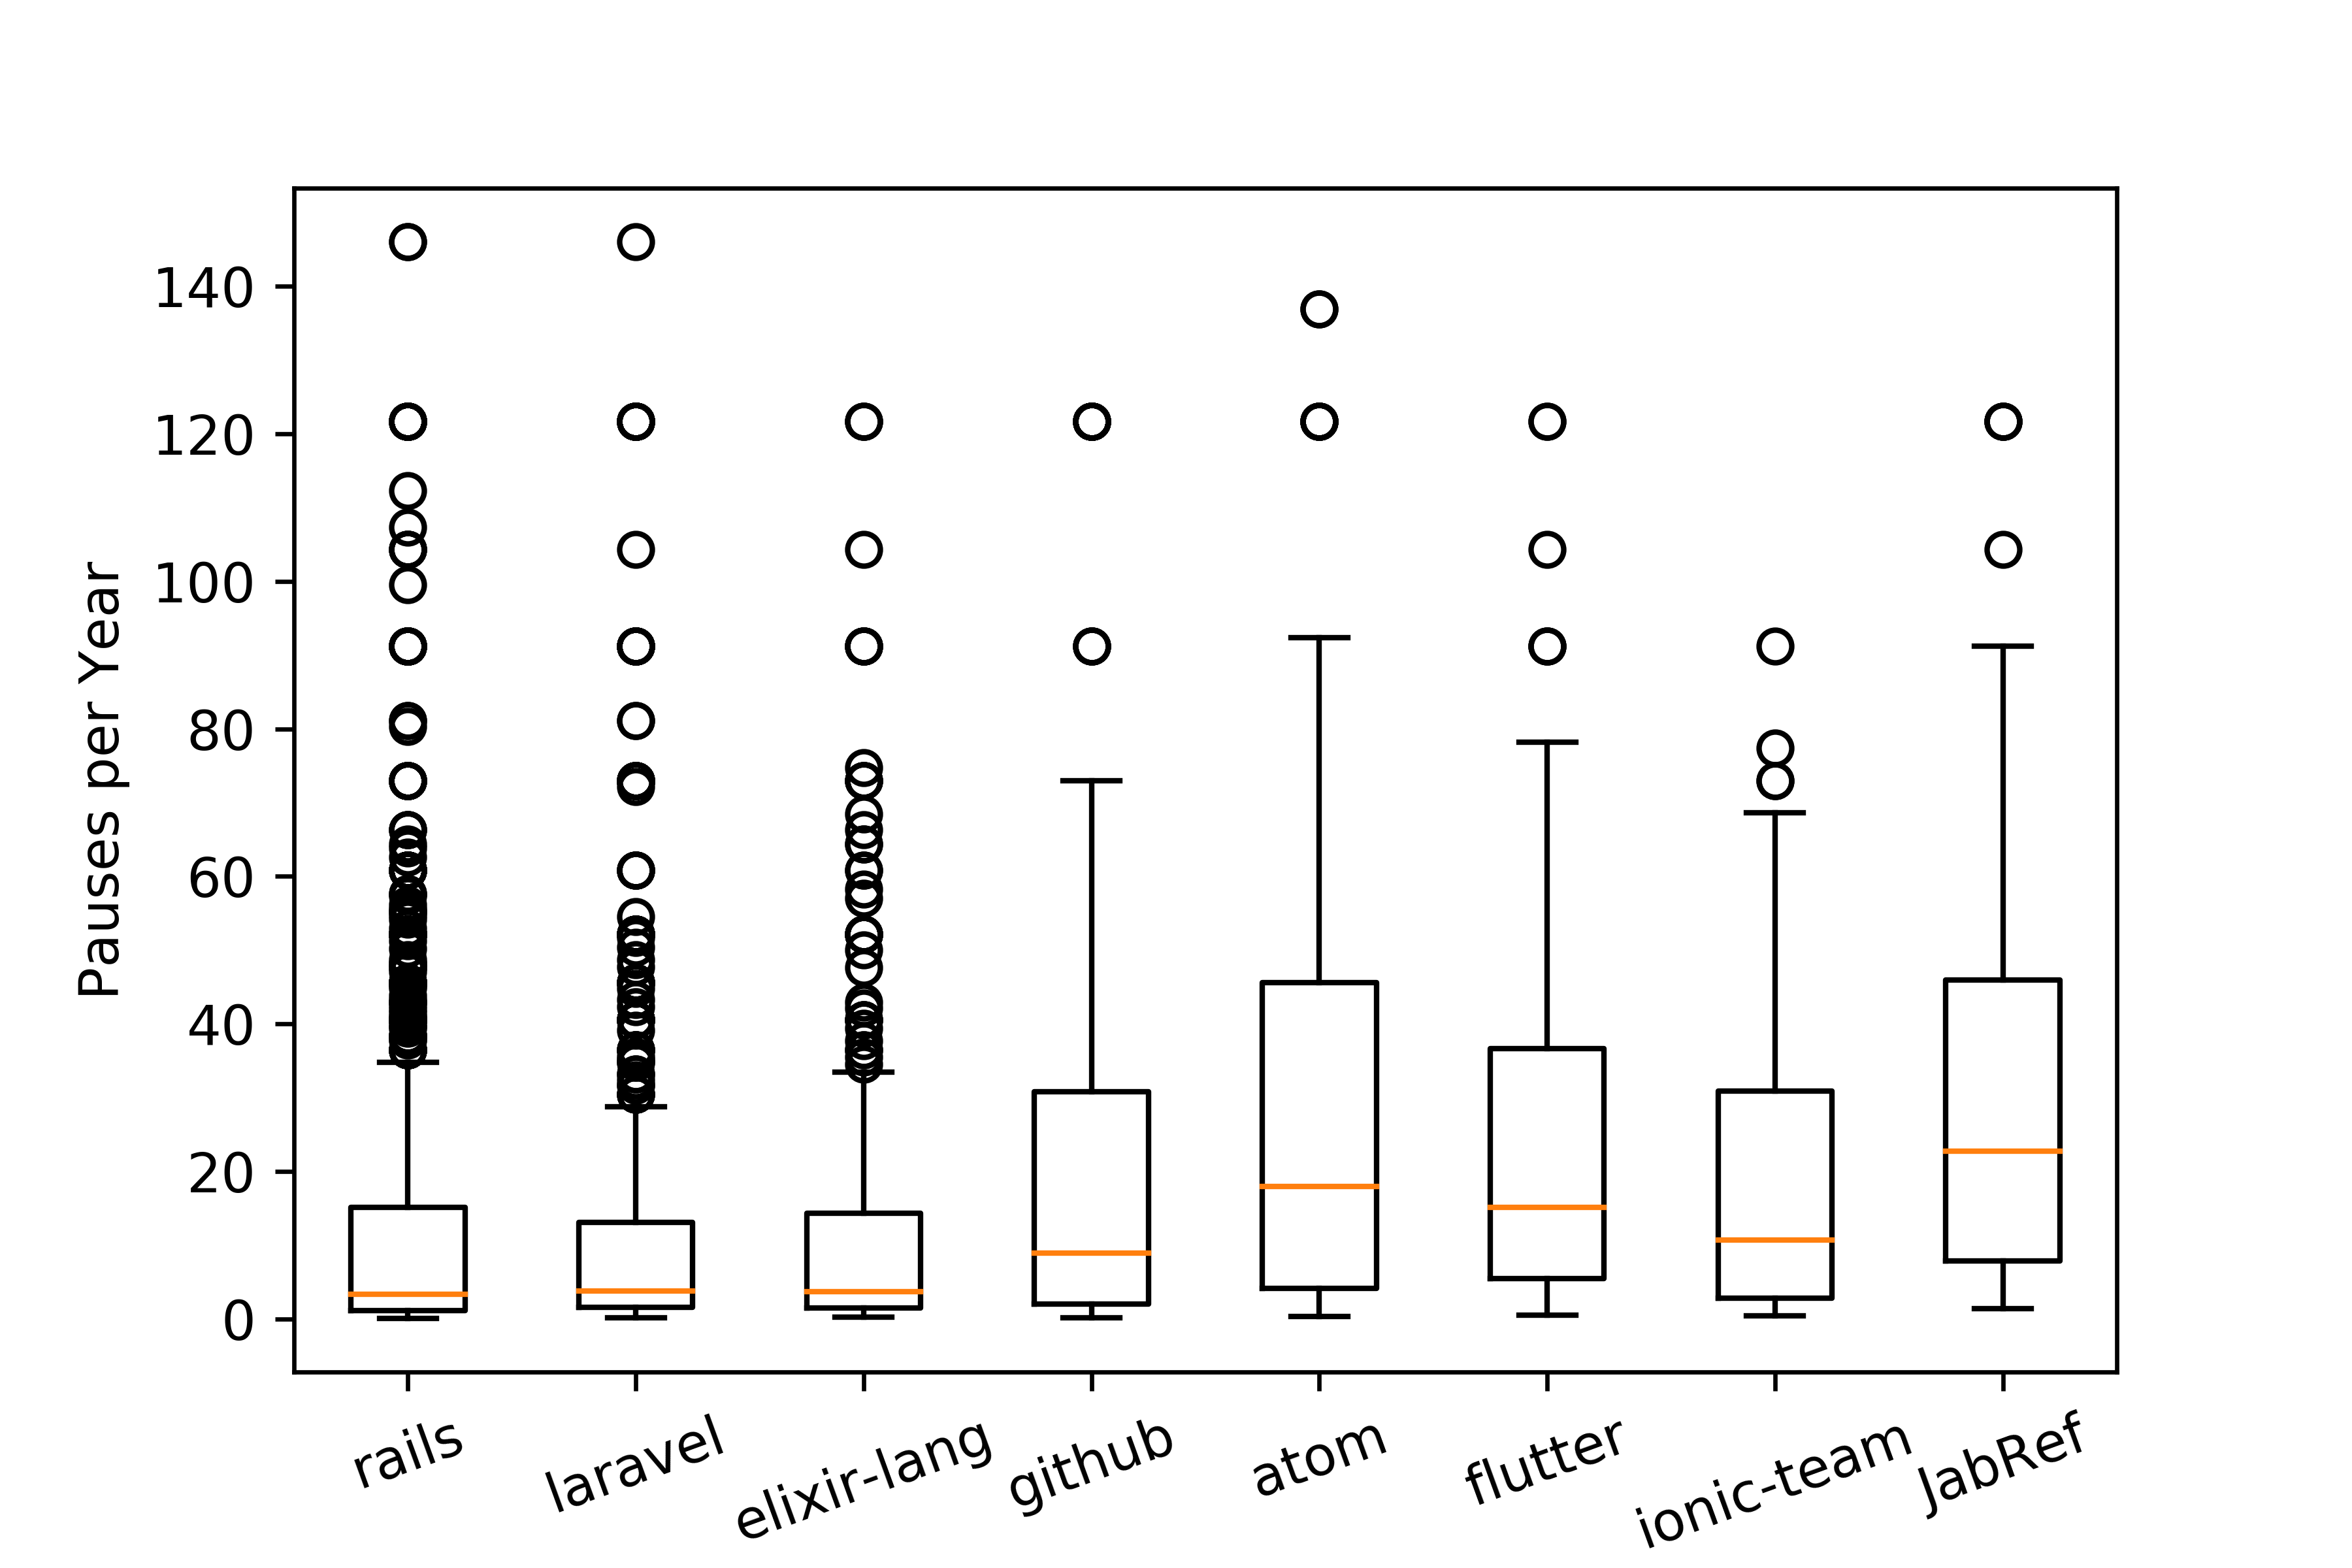 Pauses per Year
140
120
100
80
60
40
20
0
rails
laravel
elixir-lang
github
atom
flutter
ionic-team
JabRef